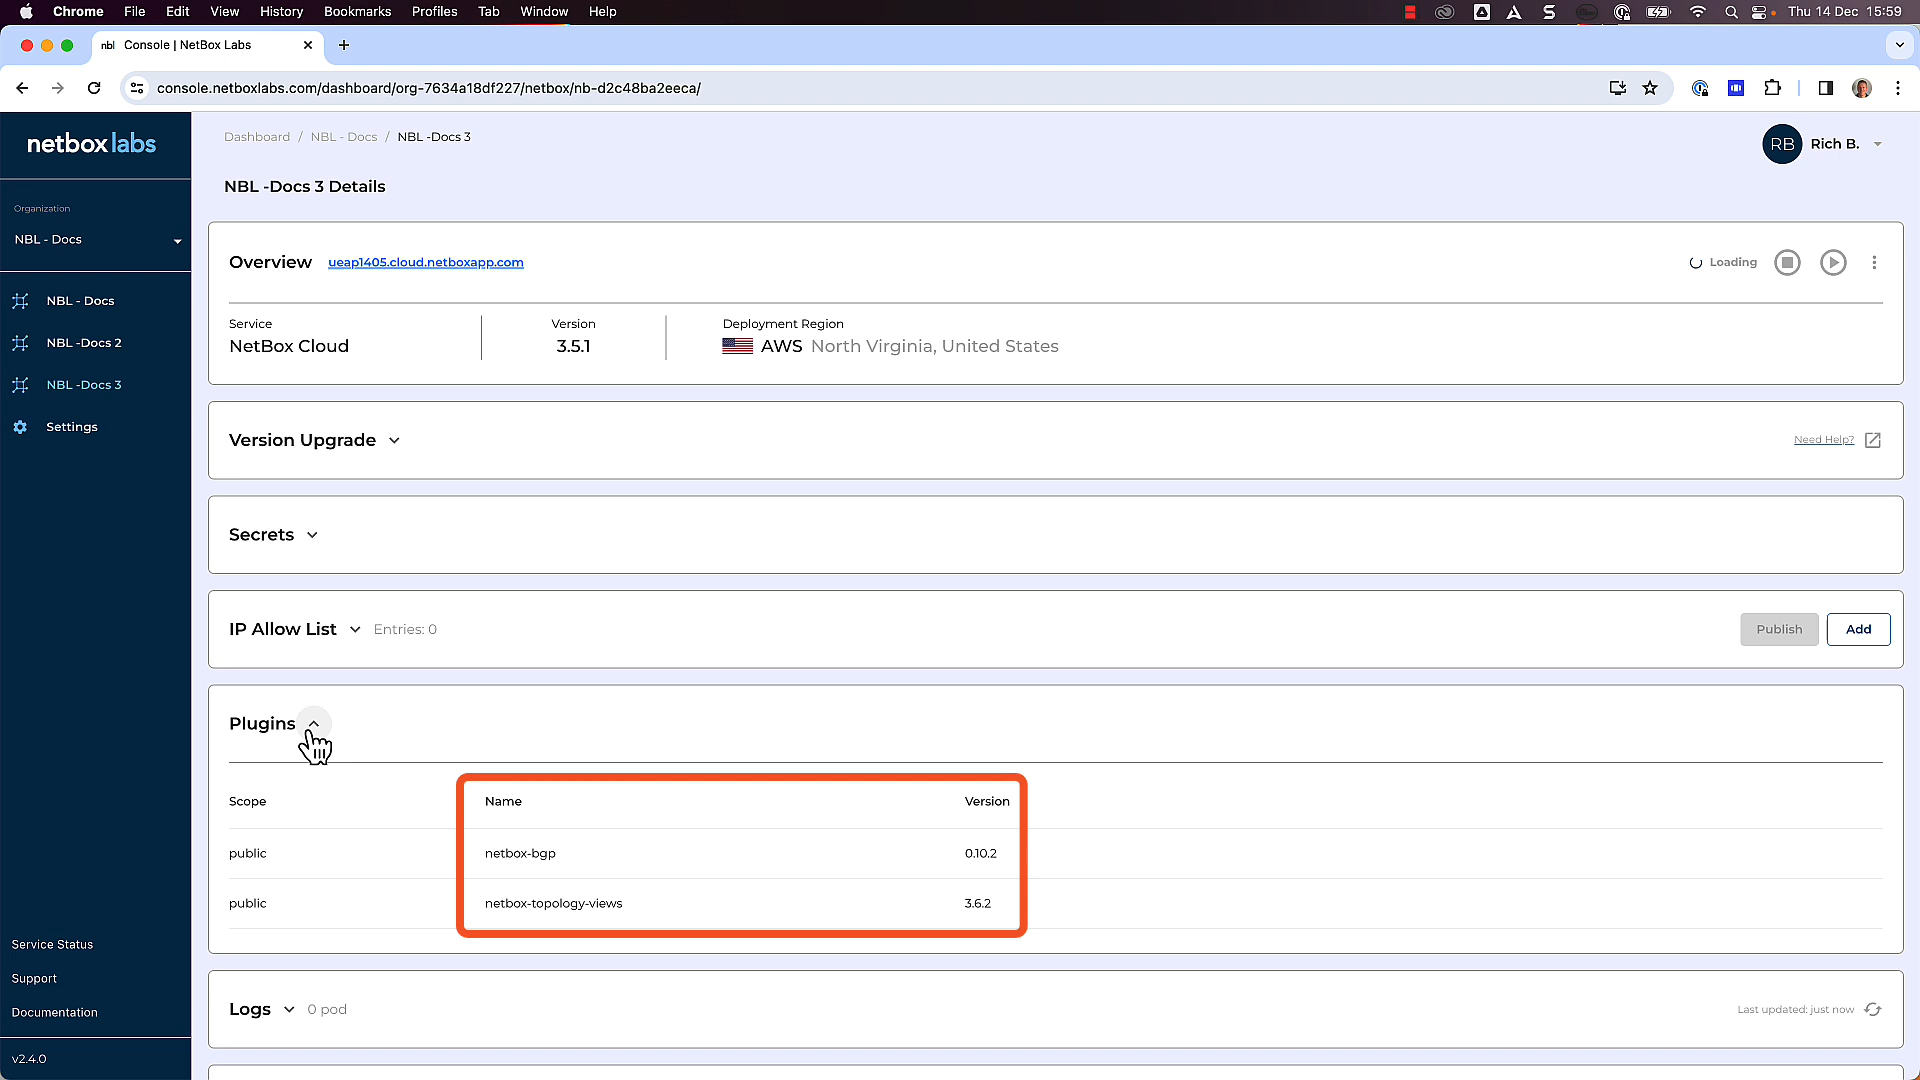 Chrome File Edit View History Bookmarks Profiles Tab Window Help Thu 14 Dec 15:59
nbl Console | NetBox Labs
console.netboxlabs.com/dashboard/org-7634a18df227/netbox/nb-d2c48ba2eeca/
netbox labs
Organization
NBL - Docs
NBL - Docs
NBL -Docs 2
NBL -Docs 3
Settings
Service Status
Support
Documentation
v2.4.0
Dashboard / NBL - Docs / NBL -Docs 3
RB Rich B.
NBL -Docs 3 Details
Overview ueap1405.cloud.netboxapp.com Loading
Service Version Deployment Region
NetBox Cloud 3.5.1 AWS North Virginia, United States
Version Upgrade Need Help?
Secrets
IP Allow List Entries: 0 Publish Add
Plugins
Scope Name Version
public netbox-bgp 0.10.2
public netbox-topology-views 3.6.2
Logs 0 pod Last updated: just now